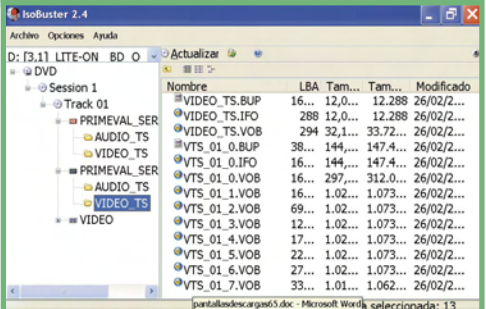 IsoBuster 2.4
Archivo Opciones Ayuda
D: [3,1] LITE-ON BD O
Actualizar
DVD
Session 1
Track 01
PRIMEVAL_SER
AUDIO_TS
VIDEO_TS
PRIMEVAL_SER
AUDIO_TS
VIDEO_TS
VIDEO
Nombre LBA Tam... Tam... Modificado
VIDEO_TS.BUP 16... 12,0... 12.288 26/02/2...
VIDEO_TS.IFO 288 12,0... 12.288 26/02/2...
VIDEO_TS.VOB 294 32,1... 33.72... 26/02/2...
VTS_01_0.BUP 38... 144,... 147.4... 26/02/2...
VTS_01_0.IFO 16... 144,... 147.4... 26/02/2...
VTS_01_0.VOB 16... 297,... 312.0... 26/02/2...
VTS_01_1.VOB 16... 1.02... 1.073... 26/02/2...
VTS_01_2.VOB 69... 1.02... 1.073... 26/02/2...
VTS_01_3.VOB 12... 1.02... 1.073... 26/02/2...
VTS_01_4.VOB 17... 1.02... 1.073... 26/02/2...
VTS_01_5.VOB 22... 1.02... 1.073... 26/02/2...
VTS_01_6.VOB 27... 1.02... 1.073... 26/02/2...
VTS_01_7.VOB 33... 1.01... 1.062... 26/02/2...
pantallasdescargas65.doc - Microsoft Word a seleccionada: 13